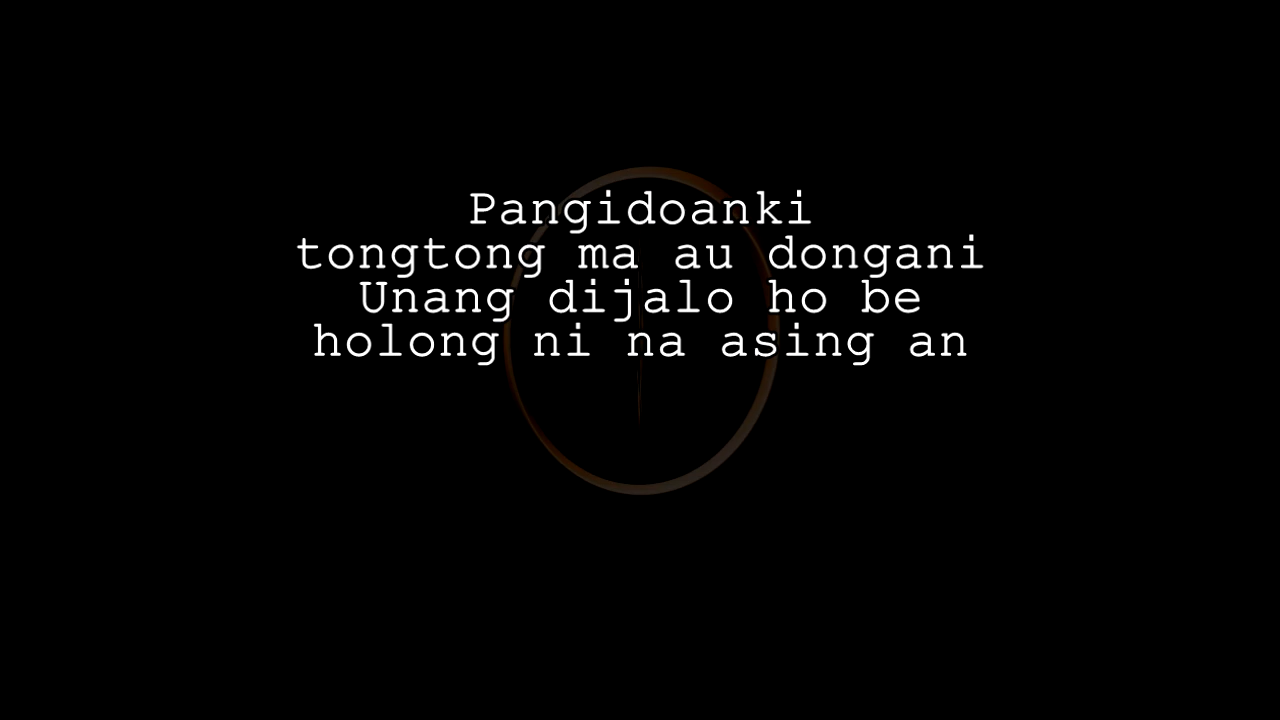 Pangidoanki
tongtong ma au dongani
Unang dijalo ho be
holong ni na asing an